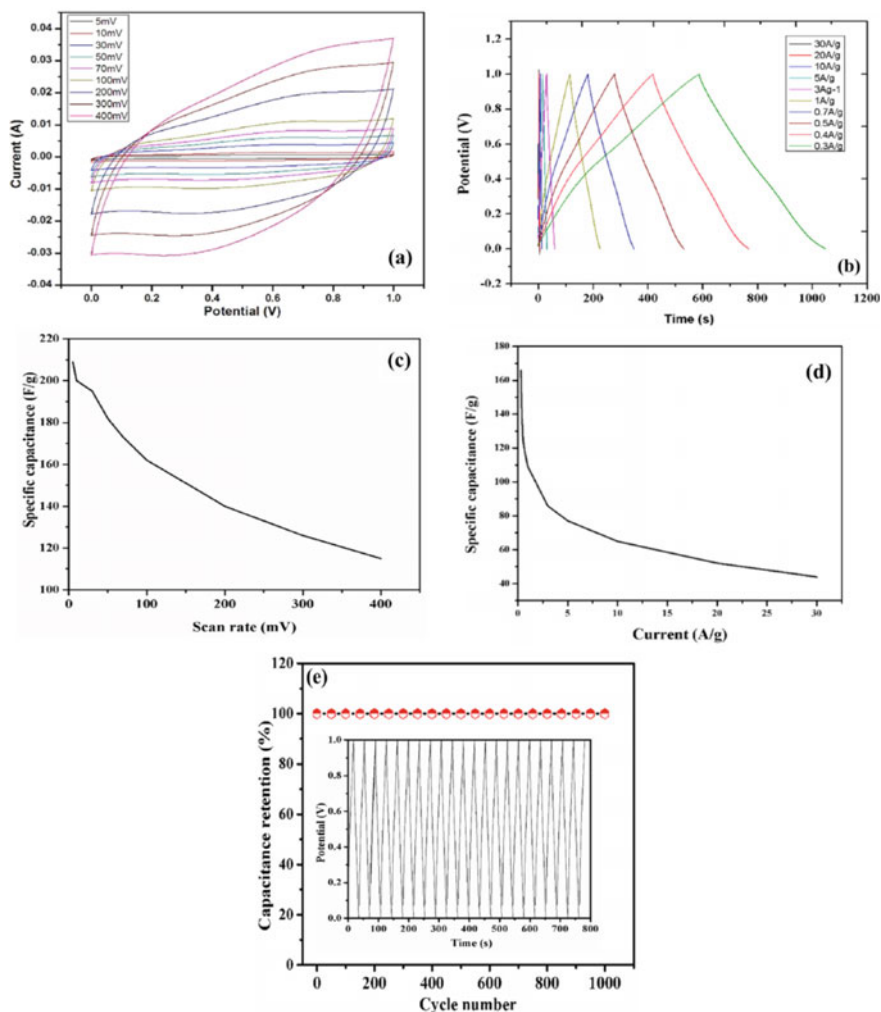 5mV
10mV
30mV
50mV
70mV
100mV
200mV
300mV
400mV
0.04
0.03
0.02
0.01
0.00
-0.01
-0.02
-0.03
-0.04
Current (A)
0.0 0.2 0.4 0.6 0.8 1.0
Potential (V)
(a)
30A/g
20A/g
10A/g
5A/g
3Ag-1
1A/g
0.7A/g
0.5A/g
0.4A/g
0.3A/g
1.2
1.0
0.8
0.6
0.4
0.2
0.0
-0.2
Potential (V)
0 200 400 600 800 1000 1200
Time (s)
(b)
220
200
180
160
140
120
100
Specific capacitance (F/g)
0 100 200 300 400
Scan rate (mV)
(c)
180
160
140
120
100
80
60
40
Specific capacitance (F/g)
0 5 10 15 20 25 30
Current (A/g)
(d)
(e)
120
100
80
60
40
20
0
Capacitance retention (%)
0 200 400 600 800 1000
Cycle number
1.0
0.8
0.6
0.4
0.2
0.0
Potential (V)
0 100 200 300 400 500 600 700 800
Time (s)